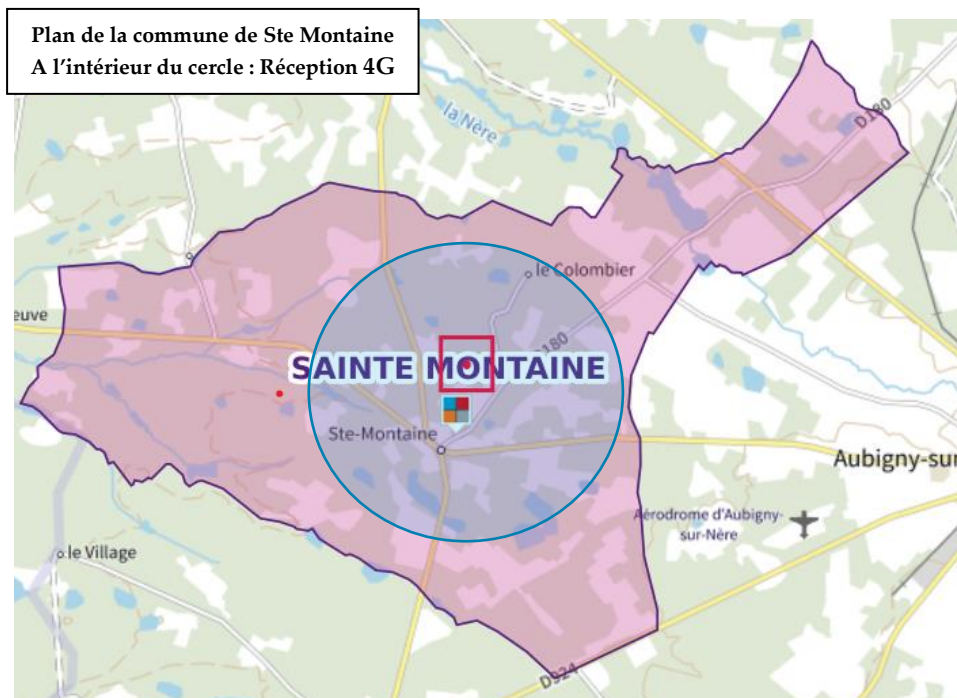 Plan de la commune de Ste Montaine
A l'intérieur du cercle : Réception 4G
la Nère
D180
le Colombier
euve
D180
SAINTE MONTAINE
Ste-Montaine
Aubigny-sur
Aérodrome d'Aubigny-
sur-Nère
le Village
D924